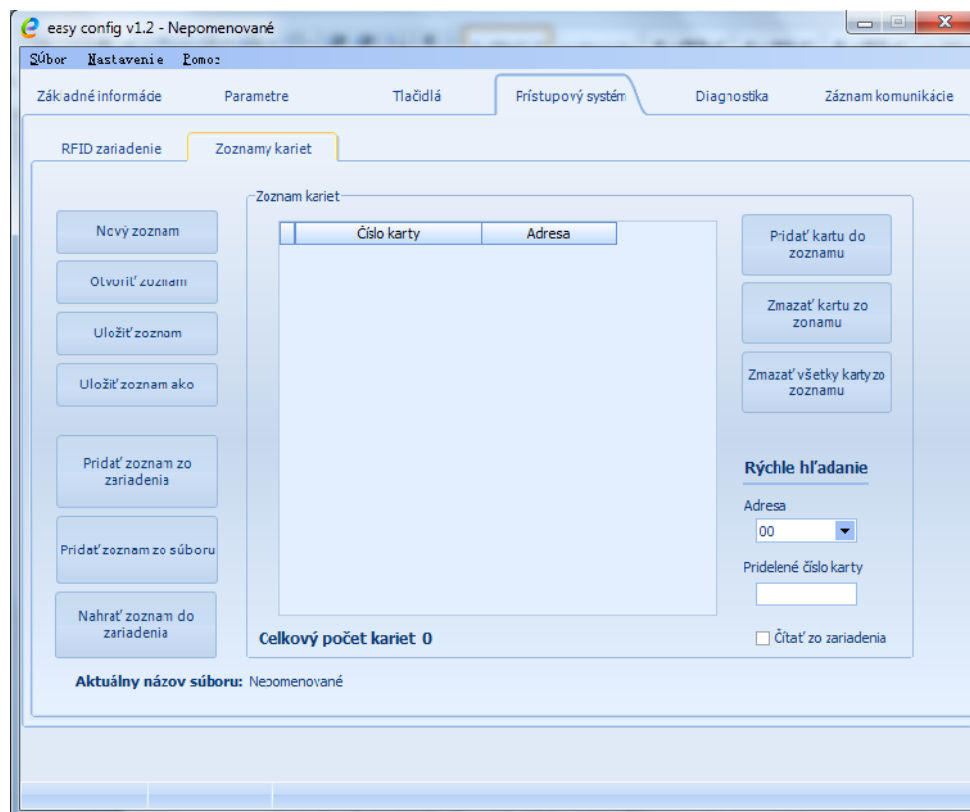 easy config v1.2 - Nepomenované
Súbor Nastavenie Pomoc
Základné informácie Parametre Tlačidlá Prístupový systém Diagnostika Záznam komunikácie
RFID zariadenie Zoznamy kariet
Zoznam kariet
Nový zoznam
Otvoriť zoznam
Uložiť zoznam
Uložiť zoznam ako
Pridať zoznam zo
zariadenia
Pridať zoznam zo súboru
Nahrať zoznam do
zariadenia
Číslo karty Adresa
Celkový počet kariet 0
Pridať kartu do
zoznamu
Zmazať kartu zo
zonamu
Zmazať všetky karty zo
zoznamu
Rýchle hľadanie
Adresa
00
Pridelené číslo karty
Čítať zo zariadenia
Aktuálny názov súboru: Nepomenované